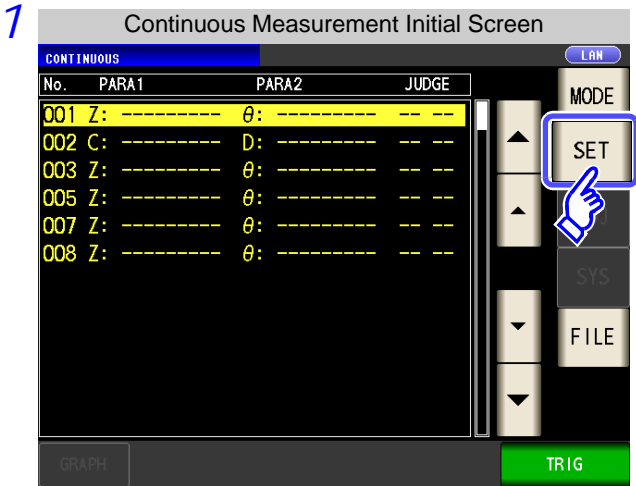 1
Continuous Measurement Initial Screen
CONTINUOUS LAN
No. PARA1 PARA2 JUDGE
MODE
001 Z: --------- θ: --------- -- --
002 C: --------- D: --------- -- --
SET
003 Z: --------- θ: --------- -- --
005 Z: --------- θ: --------- -- --
007 Z: --------- θ: --------- -- --
008 Z: --------- θ: --------- -- --
SYS
FILE
GRAPH TRIG